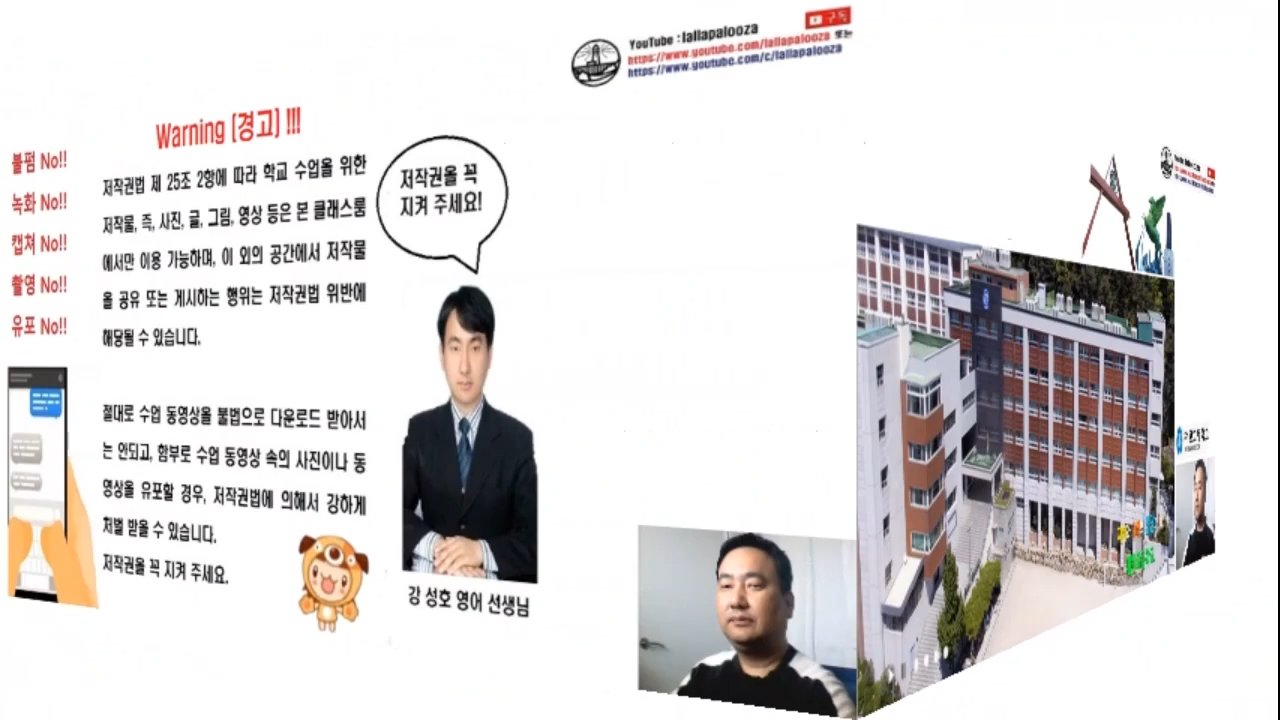 YouTube : lallapalooza
구독
https://www.youtube.com/lallapalooza 또는
https://www.youtube.com/c/lallapalooza
Warning [경고] !!!
불펌 No!!
녹화 No!!
캡쳐 No!!
촬영 No!!
유포 No!!
저작권법 제 25조 2항에 따라 학교 수업을 위한
저작물, 즉, 사진, 글, 그림, 영상 등은 본 클래스룸
에서만 이용 가능하며, 이 외의 공간에서 저작물
을 공유 또는 게시하는 행위는 저작권법 위반에
해당될 수 있습니다.
절대로 수업 동영상을 불법으로 다운로드 받아서
는 안되고, 함부로 수업 동영상 속의 사진이나 동
영상을 유포할 경우, 저작권법에 의해서 강하게
처벌 받을 수 있습니다.
저작권을 꼭 지켜 주세요.
저작권을 꼭
지켜 주세요!
강 성호 영어 선생님